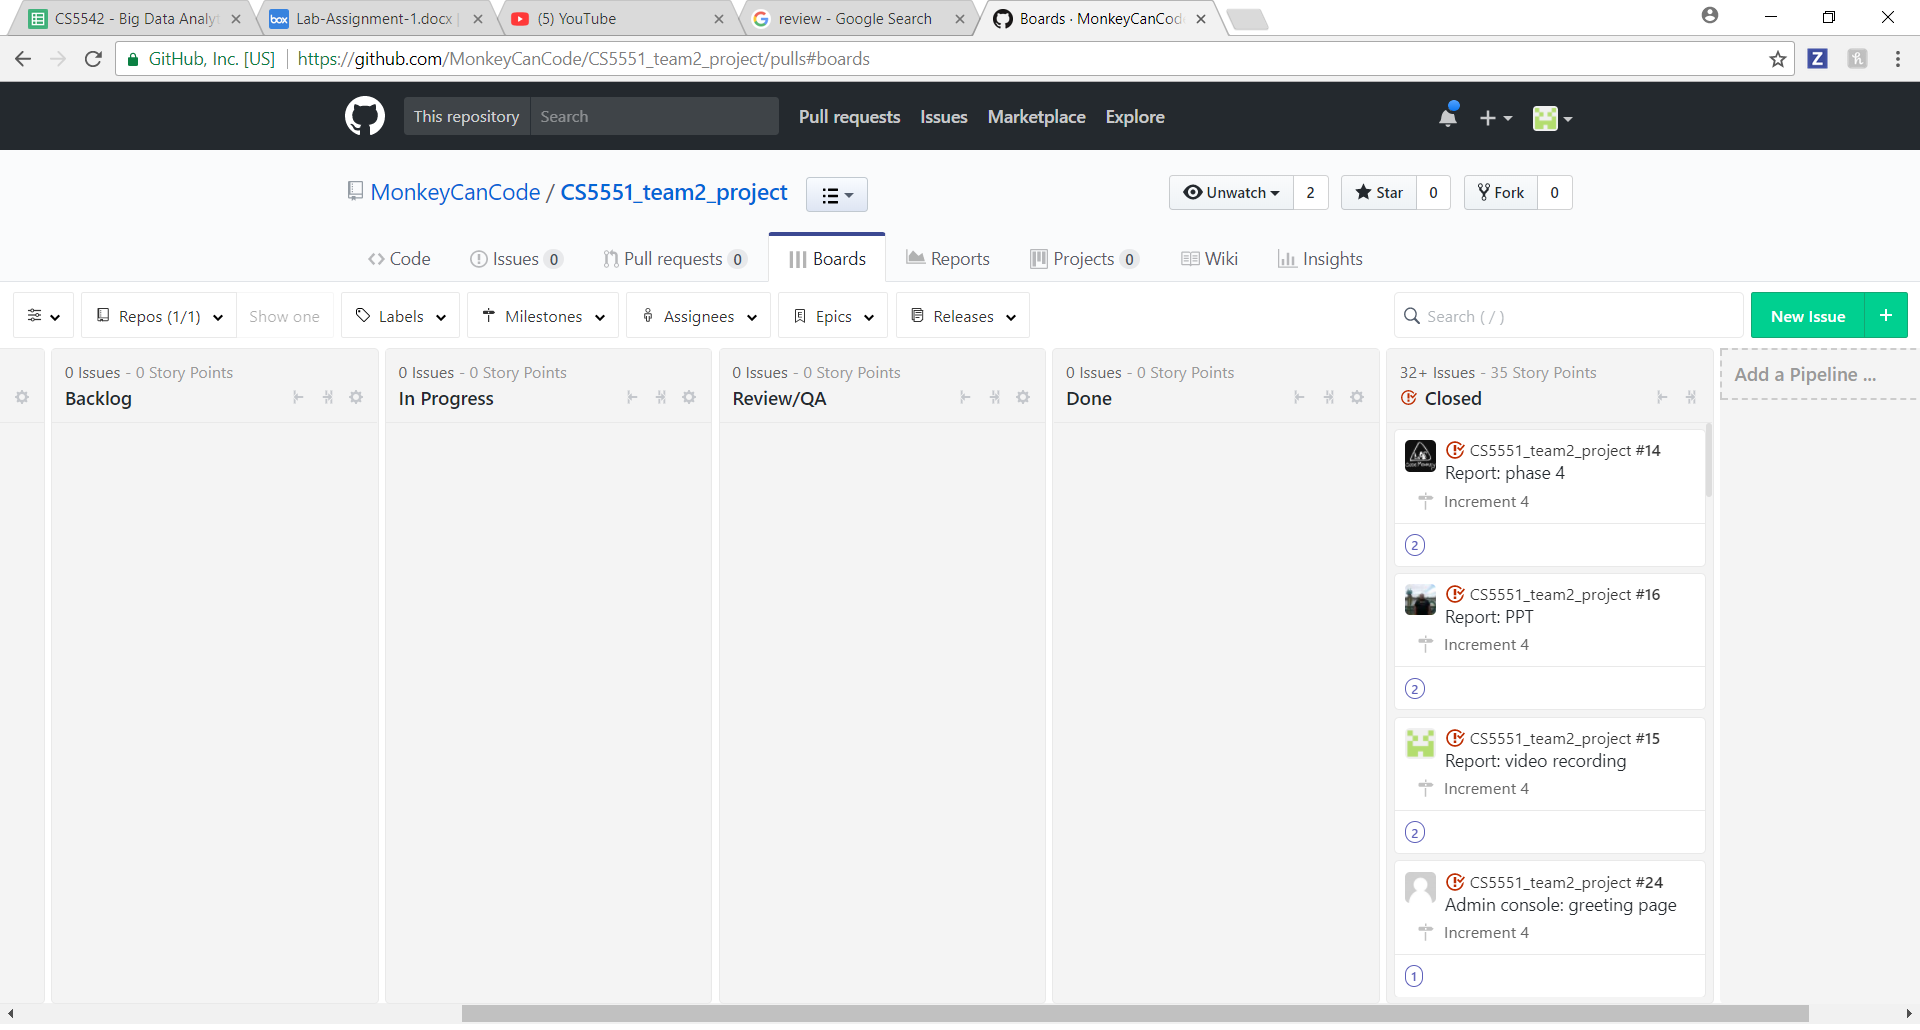 CS5542 - Big Data Analyt
box Lab-Assignment-1.docx
(5) YouTube
review - Google Search
Boards · MonkeyCanCod
GitHub, Inc. [US] https://github.com/MonkeyCanCode/CS5551_team2_project/pulls#boards
This repository Search Pull requests Issues Marketplace Explore
MonkeyCanCode / CS5551_team2_project
Unwatch 2 Star 0 Fork 0
Code Issues 0 Pull requests 0 Boards Reports Projects 0 Wiki Insights
Repos (1/1) Show one Labels Milestones Assignees Epics Releases Search ( / ) New Issue +
0 Issues - 0 Story Points
Backlog
0 Issues - 0 Story Points
In Progress
0 Issues - 0 Story Points
Review/QA
0 Issues - 0 Story Points
Done
32+ Issues - 35 Story Points
Closed
Add a Pipeline ...
CS5551_team2_project #14
Report: phase 4
Increment 4
2
CS5551_team2_project #16
Report: PPT
Increment 4
2
CS5551_team2_project #15
Report: video recording
Increment 4
2
CS5551_team2_project #24
Admin console: greeting page
Increment 4
1